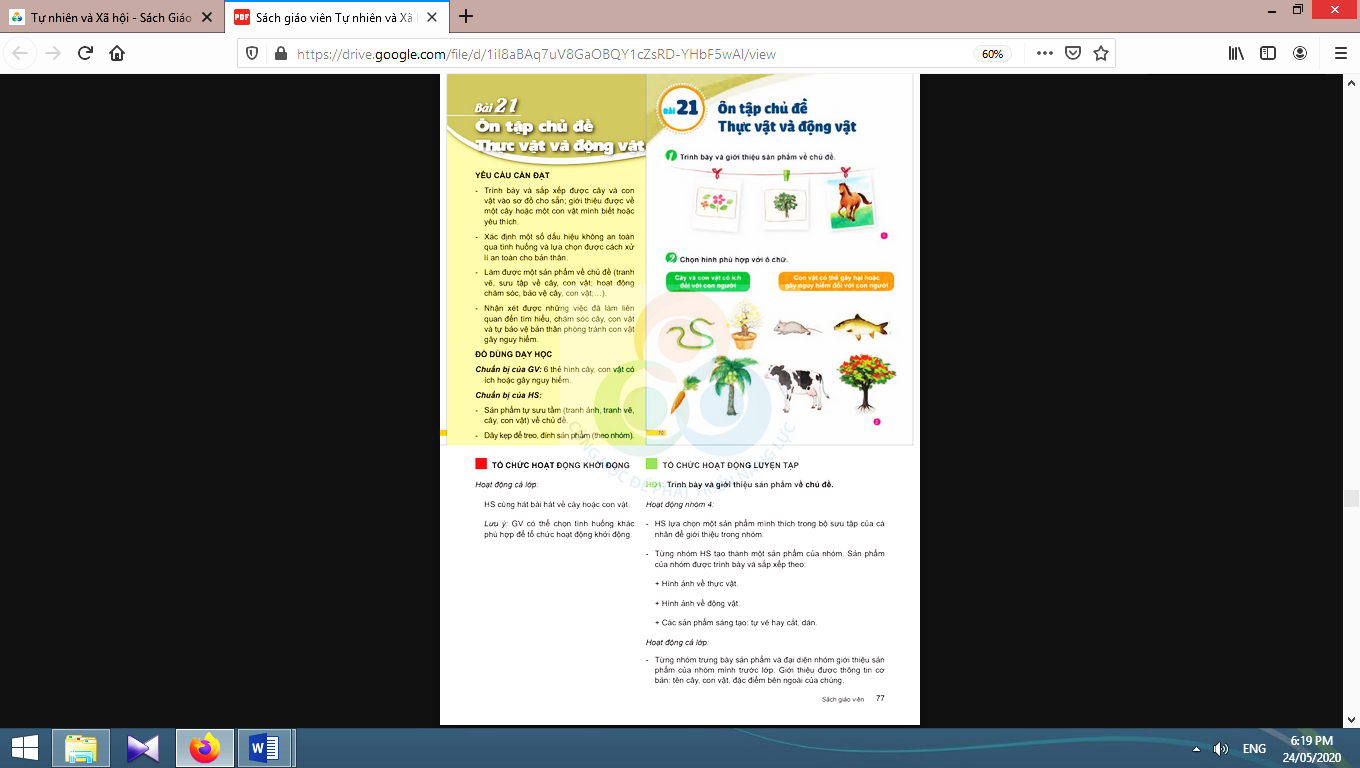 Tự nhiên và Xã hội - Sách Giáo
Sách giáo viên Tự nhiên và Xã h
https://drive.google.com/file/d/1iI8aBAq7uV8GaOBQY1cZsRD-YHbF5wAl/view
60%
Bài 21
Ôn tập chủ đề
Thực vật và động vật
YÊU CẦU CẦN ĐẠT
- Trình bày và sắp xếp được cây và con
vật vào sơ đồ cho sẵn; giới thiệu được về
một cây hoặc một con vật mình biết hoặc
yêu thích.
- Xác định một số dấu hiệu không an toàn
qua tình huống và lựa chọn được cách xử
lí an toàn cho bản thân.
- Làm được một sản phẩm về chủ đề (tranh
vẽ, sưu tập về cây, con vật; hoạt động
chăm sóc, bảo vệ cây, con vật;...).
- Nhận xét được những việc đã làm liên
quan đến tìm hiểu, chăm sóc cây, con vật
và tự bảo vệ bản thân phòng tránh con vật
gây nguy hiểm.
ĐỒ DÙNG DẠY HỌC
Chuẩn bị của GV: 6 thẻ hình cây, con vật có
ích hoặc gây nguy hiểm.
Chuẩn bị của HS:
- Sản phẩm tự sưu tầm (tranh ảnh, tranh vẽ,
cây, con vật) về chủ đề.
- Dây kẹp để treo, đính sản phẩm (theo nhóm).
Bài 21
Ôn tập chủ đề
Thực vật và động vật
1 Trình bày và giới thiệu sản phẩm về chủ đề.
1
2 Chọn hình phù hợp với ô chữ.
Cây và con vật có ích
đối với con người
Con vật có thể gây hại hoặc
gây nguy hiểm đối với con người
2
70
CÙNG HỌC ĐỂ PHÁT TRIỂN NĂNG LỰC
TỔ CHỨC HOẠT ĐỘNG KHỞI ĐỘNG
Hoạt động cả lớp:
HS cùng hát bài hát về cây hoặc con vật.
Lưu ý: GV có thể chọn tình huống khác
phù hợp để tổ chức hoạt động khởi động.
TỔ CHỨC HOẠT ĐỘNG LUYỆN TẬP
HĐ1: Trình bày và giới thiệu sản phẩm về chủ đề.
Hoạt động nhóm 4:
- HS lựa chọn một sản phẩm mình thích trong bộ sưu tập của cá
nhân để giới thiệu trong nhóm.
- Từng nhóm HS tạo thành một sản phẩm của nhóm. Sản phẩm
của nhóm được trình bày và sắp xếp theo:
+ Hình ảnh về thực vật.
+ Hình ảnh về động vật.
+ Các sản phẩm sáng tạo: tự vẽ hay cắt, dán.
Hoạt động cả lớp:
- Từng nhóm trưng bày sản phẩm và đại diện nhóm giới thiệu sản
phẩm của nhóm mình trước lớp. Giới thiệu được thông tin cơ
bản: tên cây, con vật, đặc điểm bên ngoài của chúng.
Sách giáo viên 77
ENG
6:19 PM
24/05/2020